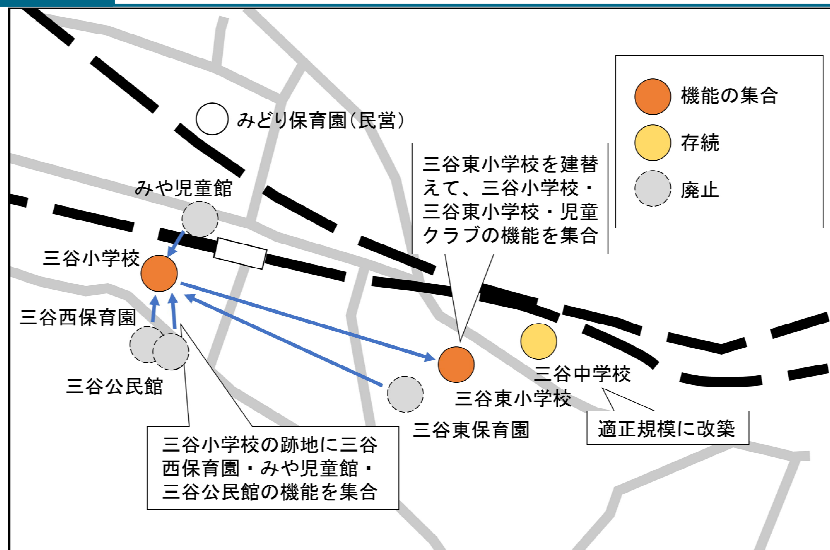 機能の集合
存続
廃止
みどり保育園(民営)
みや児童館
三谷東小学校を建替
えて、三谷小学校・
三谷東小学校・児童
クラブの機能を集合
三谷小学校
三谷西保育園
三谷公民館
三谷中学校
三谷東小学校
三谷東保育園
適正規模に改築
三谷小学校の跡地に三谷
西保育園・みや児童館・
三谷公民館の機能を集合